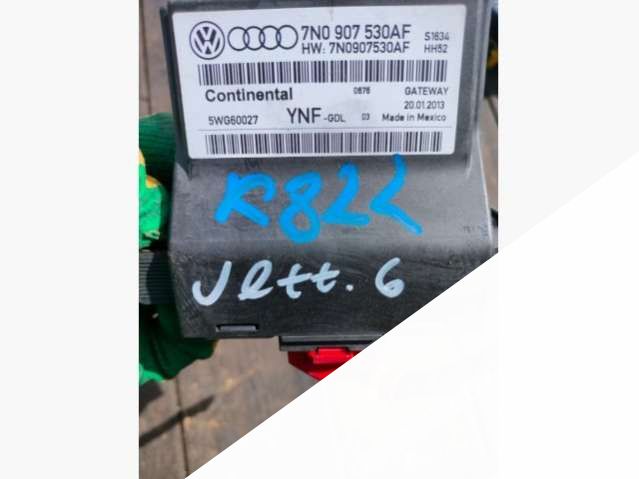 7N0 907 530AF S1634
HW: 7N0907530AF HH52
Continental 0676 GATEWAY
20.01.2013
5WG60027 YNF-GDL 03 Made in Mexico
K822
Jett. 6